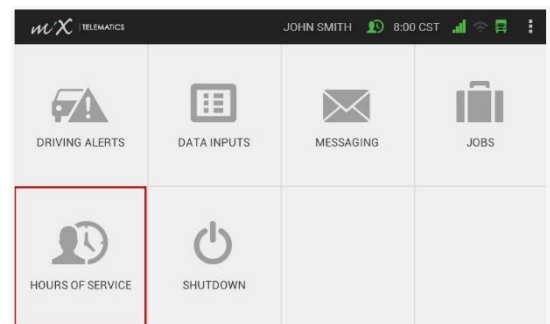 MiX TELEMATICS JOHN SMITH 8:00 CST
DRIVING ALERTS DATA INPUTS MESSAGING JOBS
HOURS OF SERVICE SHUTDOWN